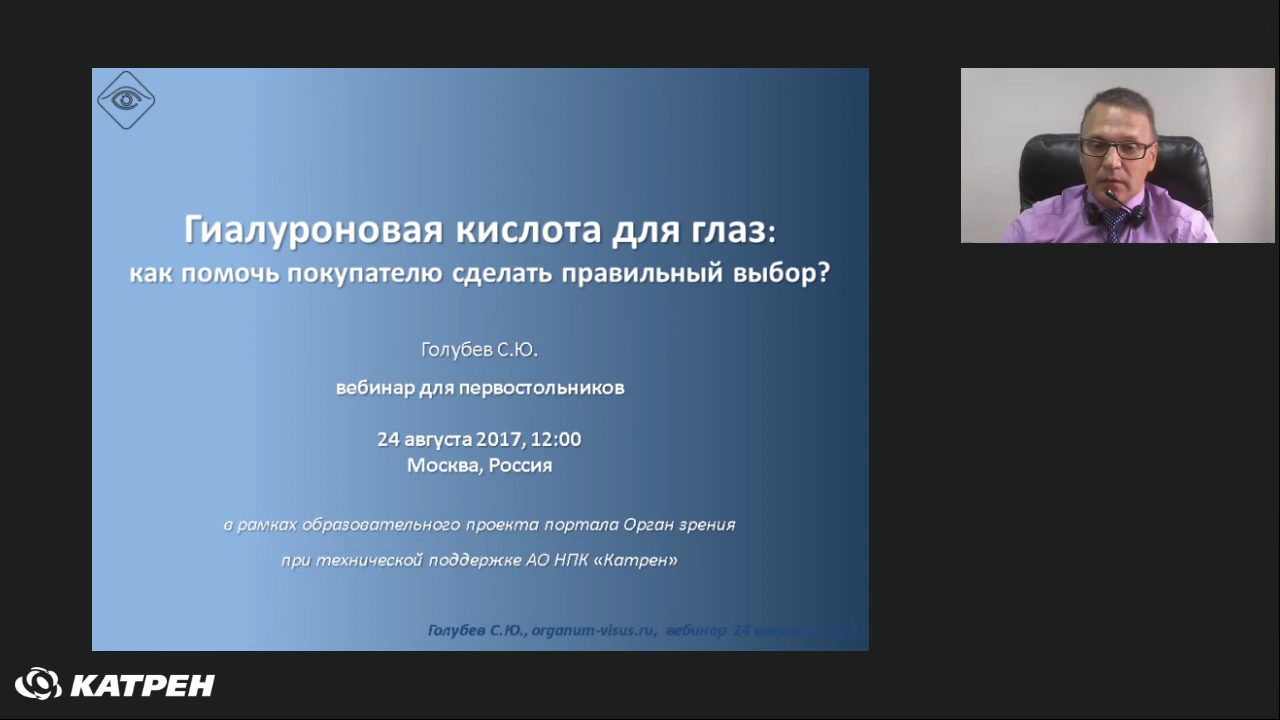 Гиалуроновая кислота для глаз:
как помочь покупателю сделать правильный выбор?
Голубев С.Ю.
вебинар для первостольников
24 августа 2017, 12:00
Москва, Россия
в рамках образовательного проекта портала Орган зрения
при технической поддержке АО НПК «Катрен»
Голубев С.Ю., organum-visus.ru, вебинар 24
КАТРЕН